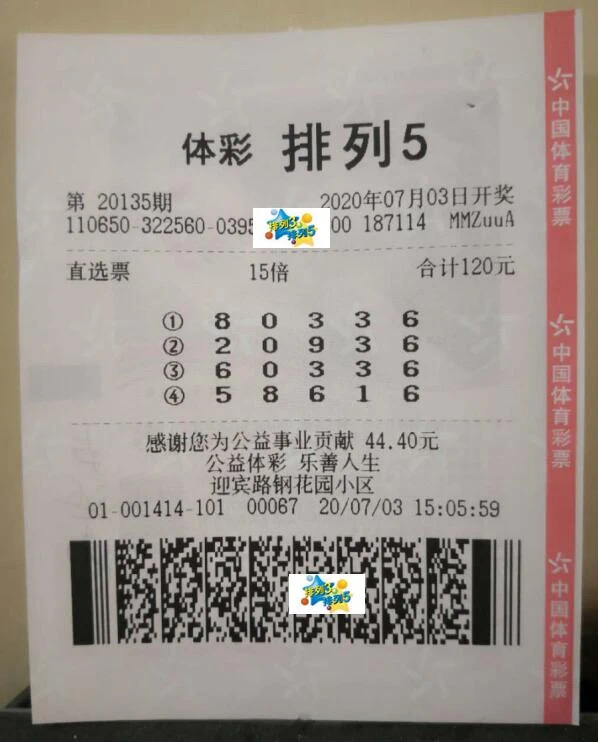 体彩 排列5
第 20135期 2020年07月03日开奖
110650-322560-0395 排列3 排列5 00 187114 MMZuuA
直选票 15倍 合计120元
① 8 0 3 3 6
② 2 0 9 3 6
③ 6 0 3 3 6
④ 5 8 6 1 6
感谢您为公益事业贡献 44.40元
公益体彩 乐善人生
迎宾路钢花园小区
01-001414-101 00067 20/07/03 15:05:59
排列3 排列5
中国体育彩票
中国体育彩票
中国体育彩票